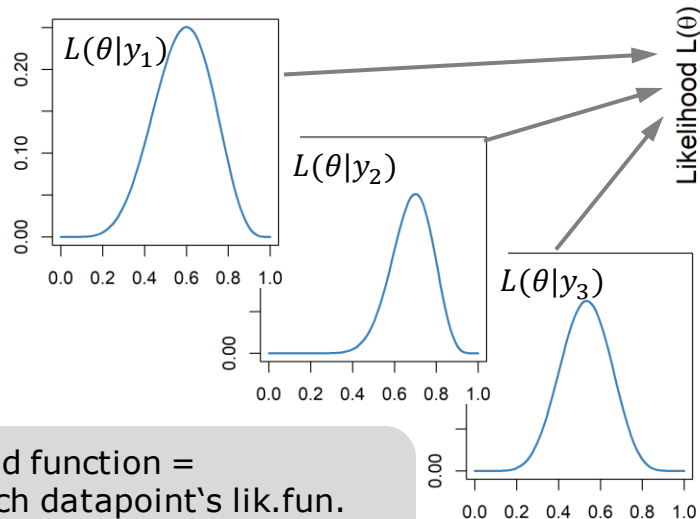 L(θ|y₁)
0.20
0.10
0.00
0.0 0.2 0.4 0.6 0.8 1.0
L(θ|y₂)
0.00
0.0 0.2 0.4 0.6 0.8 1.0
L(θ|y₃)
0.00
0.0 0.2 0.4 0.6 0.8 1.0
Likelihood L(θ)
d function =
ch datapoint‘s lik.fun.